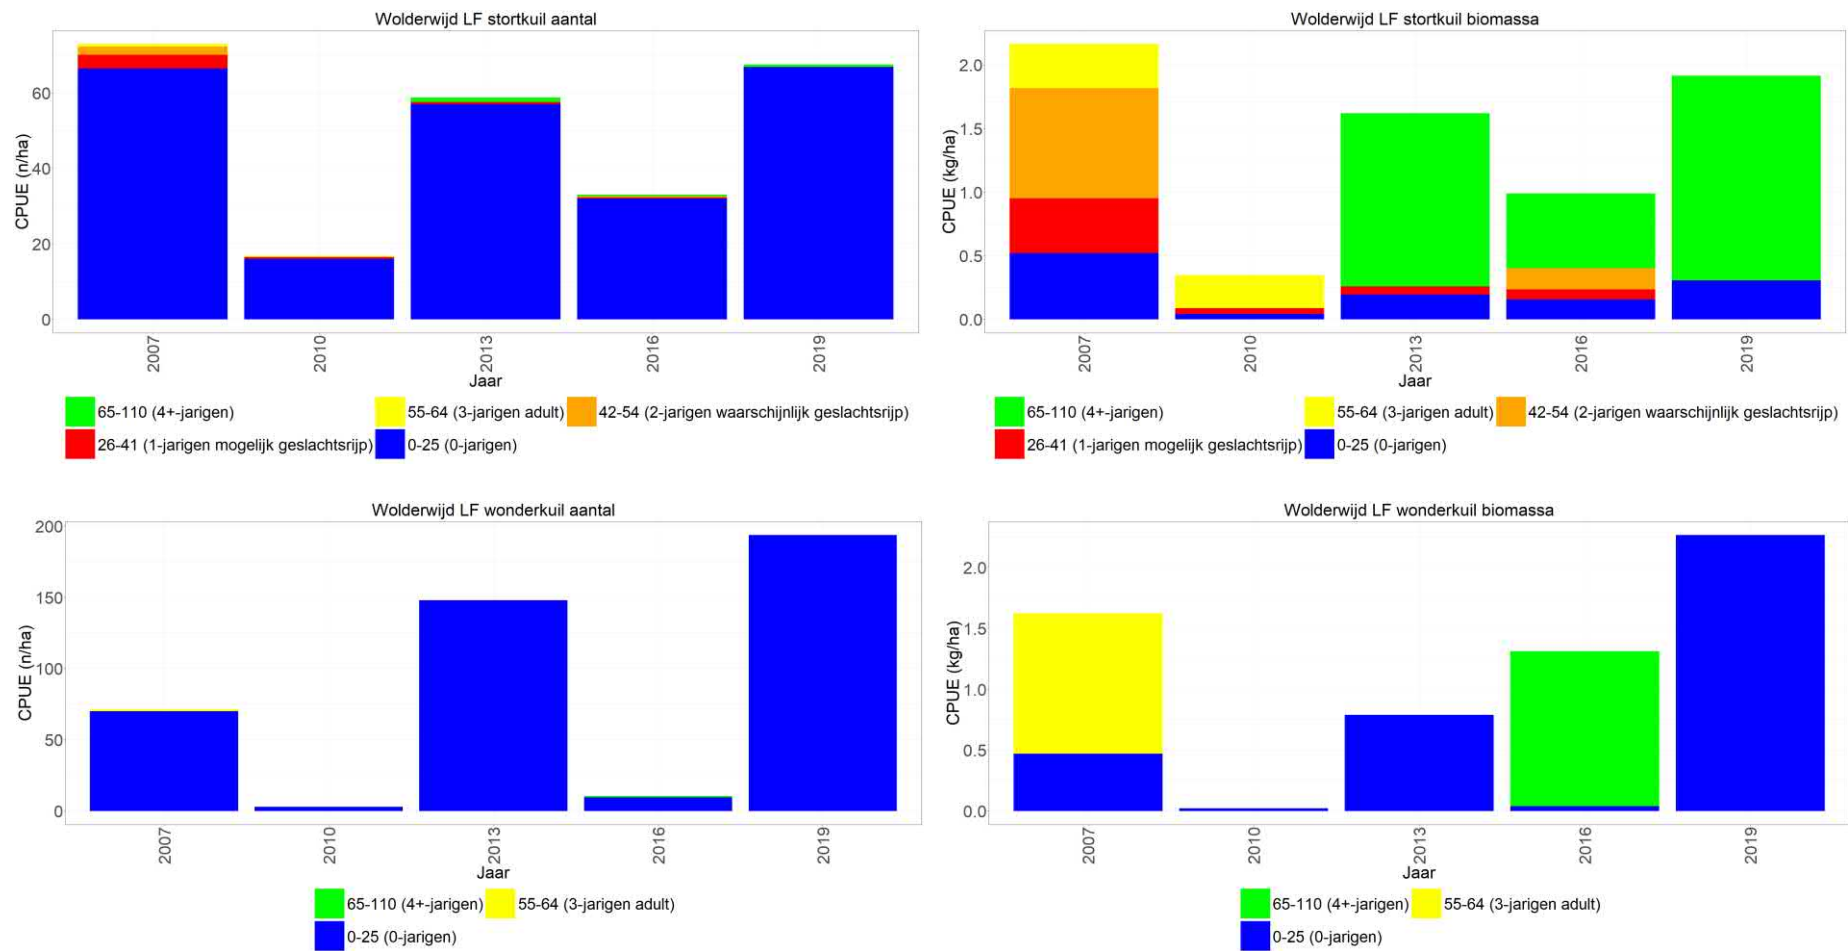 Wolderwijd LF stortkuil aantal
CPUE (n/ha)
60
40
20
0
2007 2010 2013 2016 2019
Jaar
65-110 (4+-jarigen) 55-64 (3-jarigen adult) 42-54 (2-jarigen waarschijnlijk geslachtsrijp)
26-41 (1-jarigen mogelijk geslachtsrijp) 0-25 (0-jarigen)
Wolderwijd LF stortkuil biomassa
CPUE (kg/ha)
2.0
1.5
1.0
0.5
0.0
2007 2010 2013 2016 2019
Jaar
65-110 (4+-jarigen) 55-64 (3-jarigen adult) 42-54 (2-jarigen waarschijnlijk geslachtsrijp)
26-41 (1-jarigen mogelijk geslachtsrijp) 0-25 (0-jarigen)
Wolderwijd LF wonderkuil aantal
CPUE (n/ha)
200
150
100
50
0
2007 2010 2013 2016 2019
Jaar
65-110 (4+-jarigen) 55-64 (3-jarigen adult)
0-25 (0-jarigen)
Wolderwijd LF wonderkuil biomassa
CPUE (kg/ha)
2.0
1.5
1.0
0.5
0.0
2007 2010 2013 2016 2019
Jaar
65-110 (4+-jarigen) 55-64 (3-jarigen adult)
0-25 (0-jarigen)